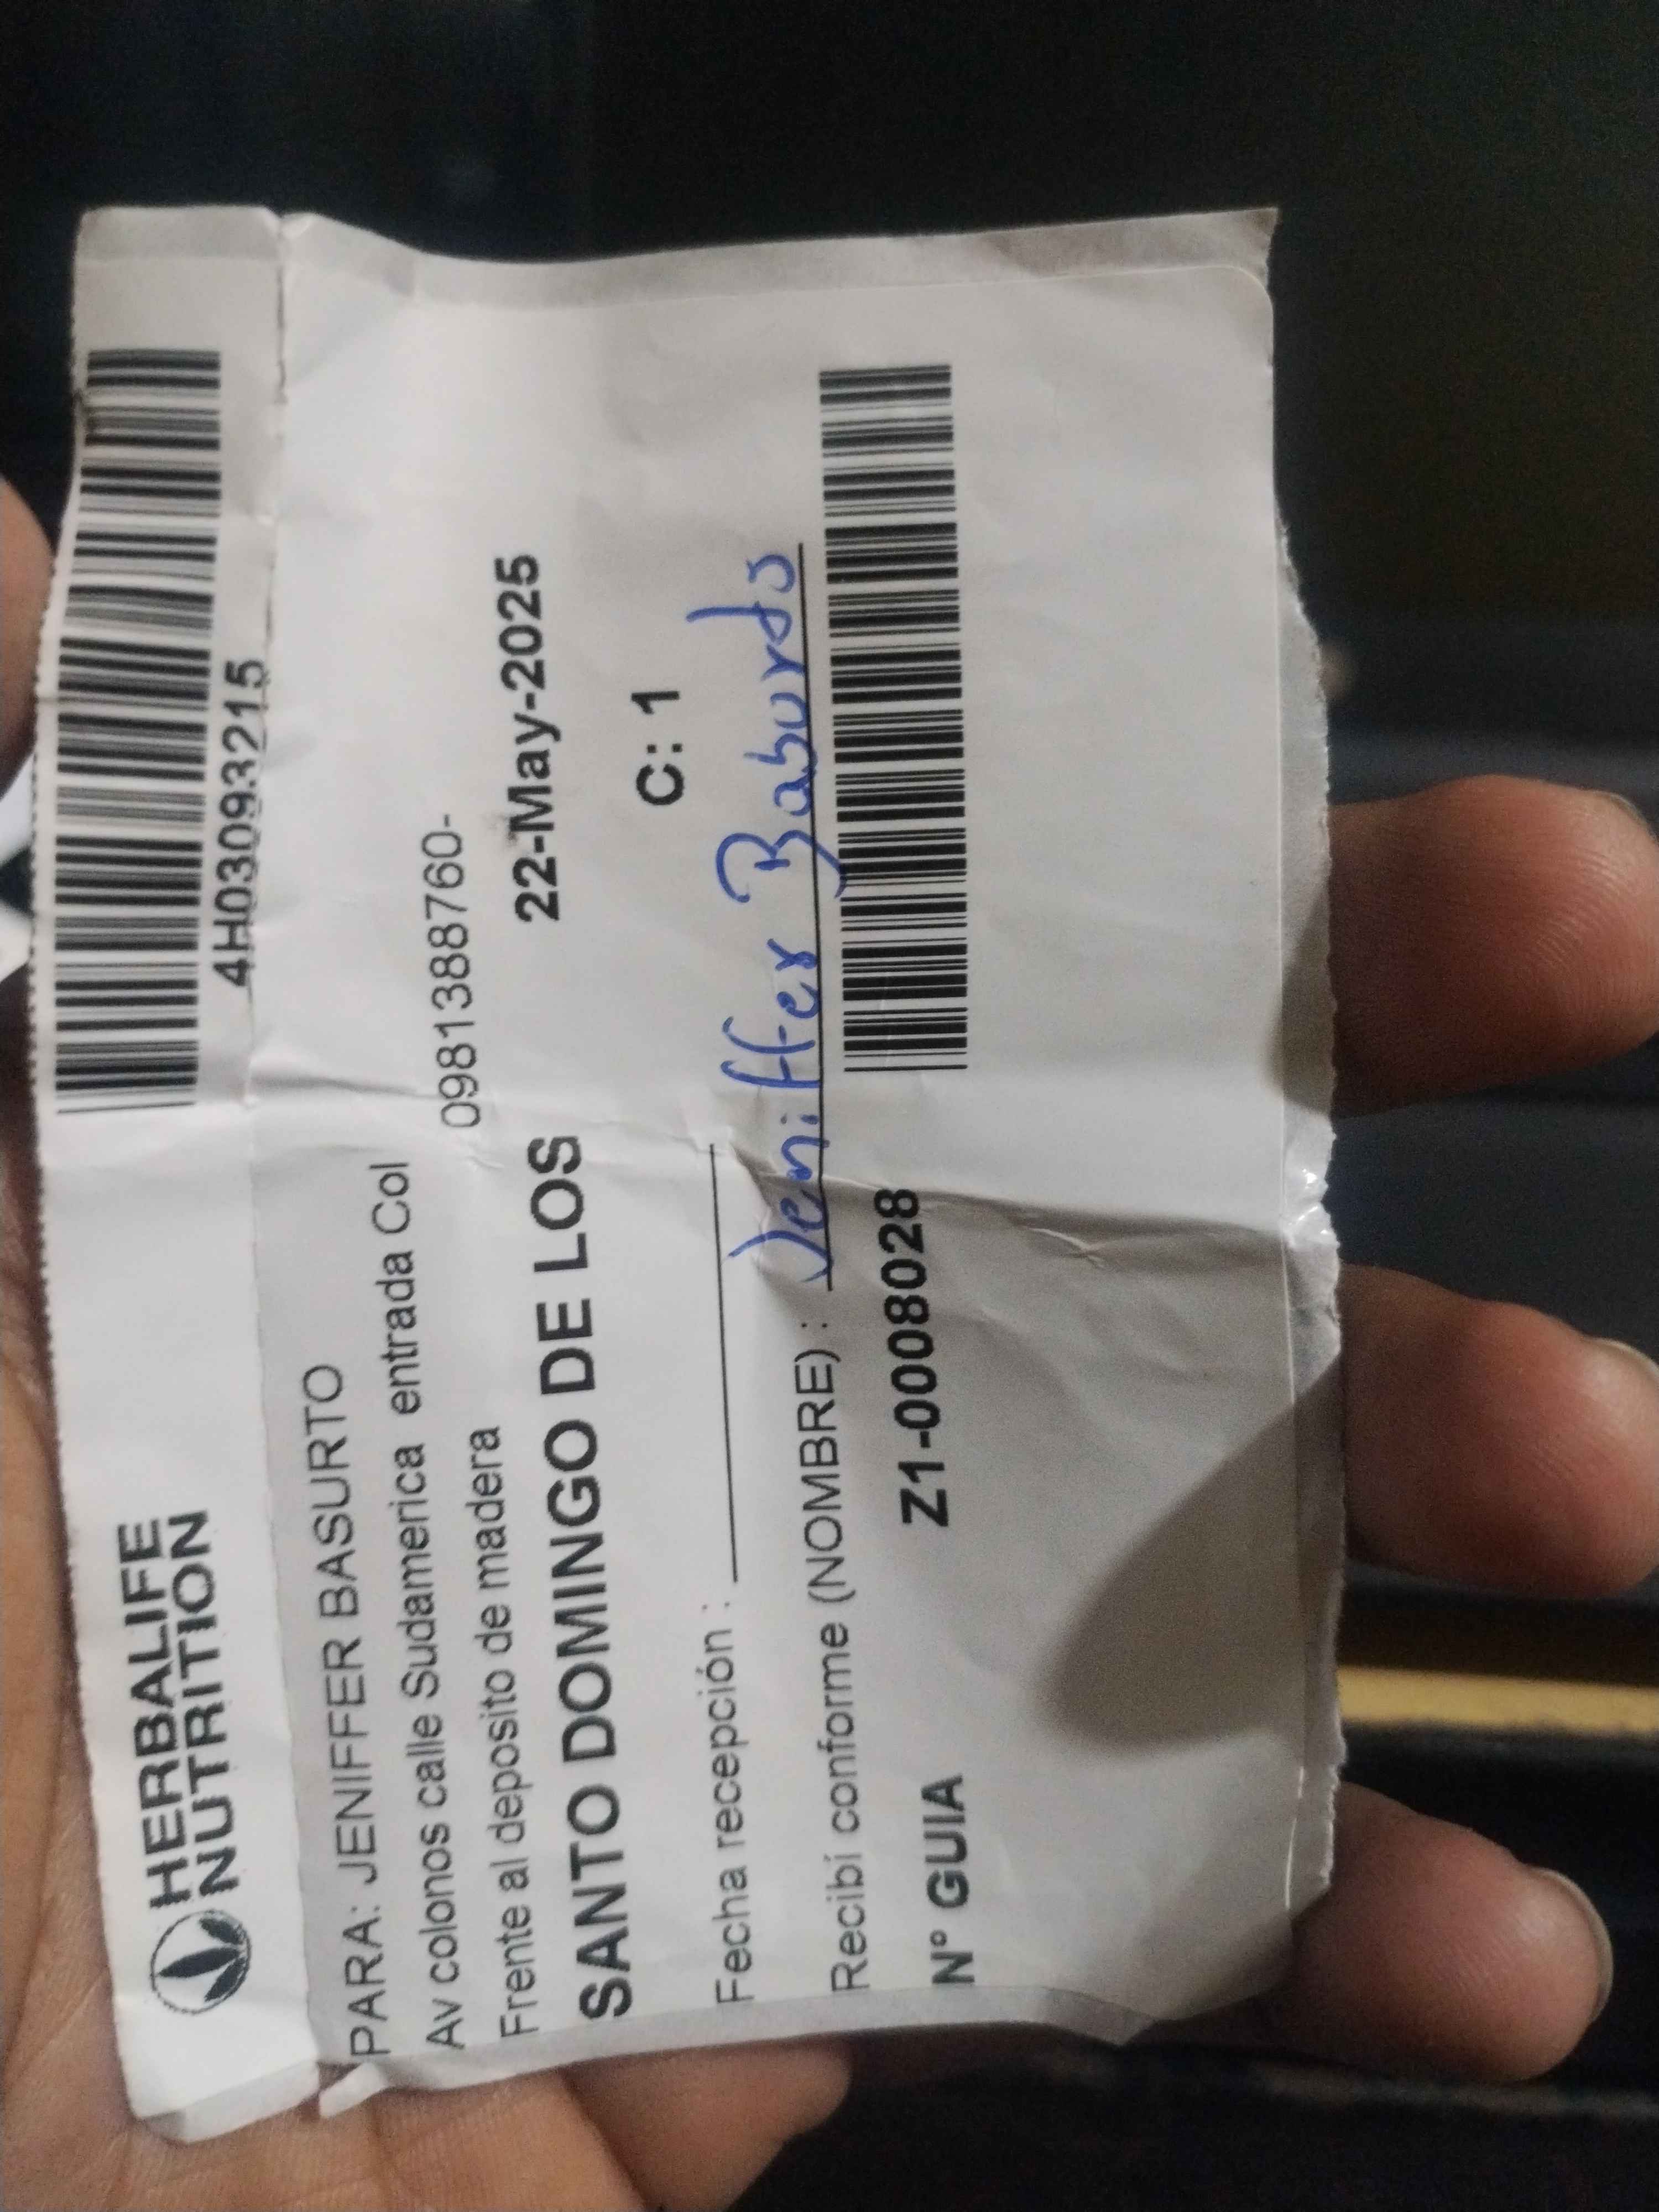 HERBALIFE
NUTRITION
4H03093215
PARA: JENIFFER BASURTO
Av colonos calle Sudamerica entrada Col
Frente al deposito de madera 0981388760-
SANTO DOMINGO DE LOS 22-May-2025
C: 1
Fecha recepción :
Recibí conforme (NOMBRE) : Jeniffer Basurto
N° GUIA Z1-0008028